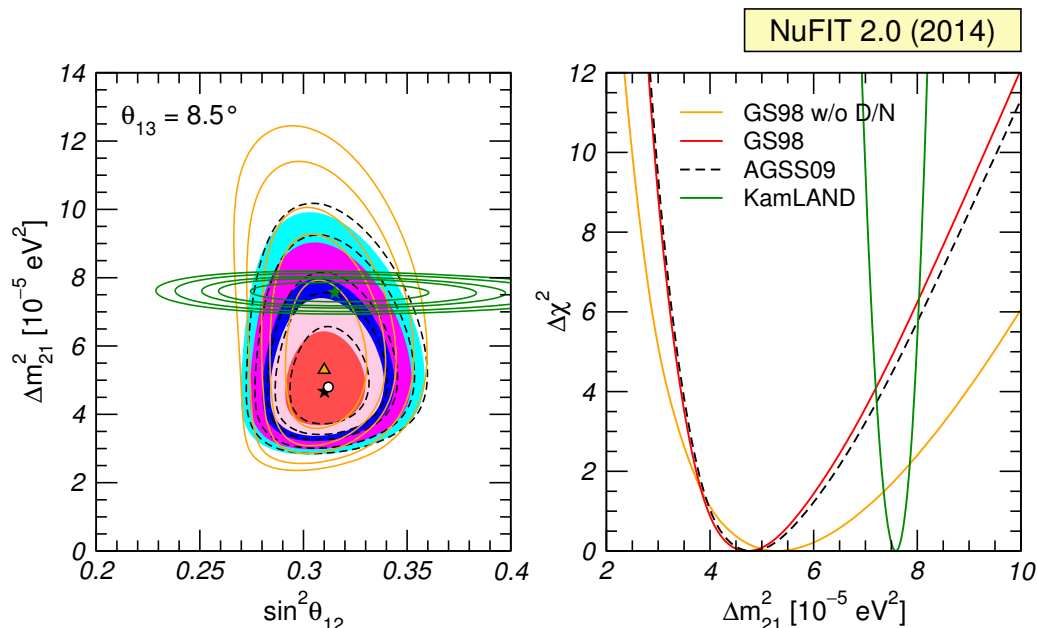 NuFIT 2.0 (2014)
θ13 = 8.5°
14
12
10
8
6
4
2
0
Δm²21 [10⁻⁵ eV²]
0.2
0.25
0.3
0.35
0.4
sin²θ12
GS98 w/o D/N
GS98
AGSS09
KamLAND
12
10
8
6
4
2
0
Δχ²
2
4
6
8
10
Δm²21 [10⁻⁵ eV²]